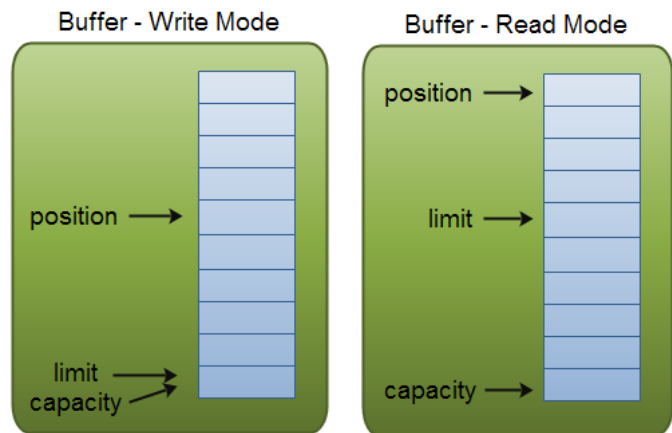 Buffer - Write Mode
position
limit
capacity
Buffer - Read Mode
position
limit
capacity